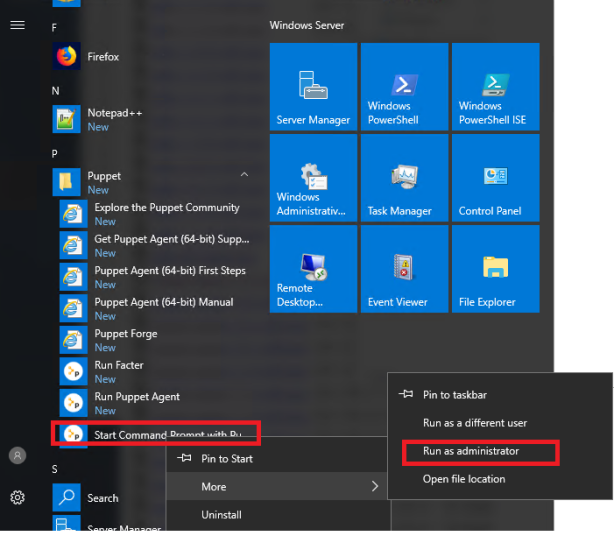 F
Firefox
N
Notepad++
New
P
Puppet
New
Explore the Puppet Community
New
Get Puppet Agent (64-bit) Supp...
New
Puppet Agent (64-bit) First Steps
New
Puppet Agent (64-bit) Manual
New
Puppet Forge
New
Run Facter
New
Run Puppet Agent
New
Start Command Prompt with Pu...
S
Search
Server Manager
Windows Server
Server Manager
Windows
PowerShell
Windows
PowerShell ISE
Windows
Administrativ...
Task Manager
Control Panel
Remote
Desktop...
Event Viewer
File Explorer
Pin to Start
More
Uninstall
Pin to taskbar
Run as a different user
Run as administrator
Open file location